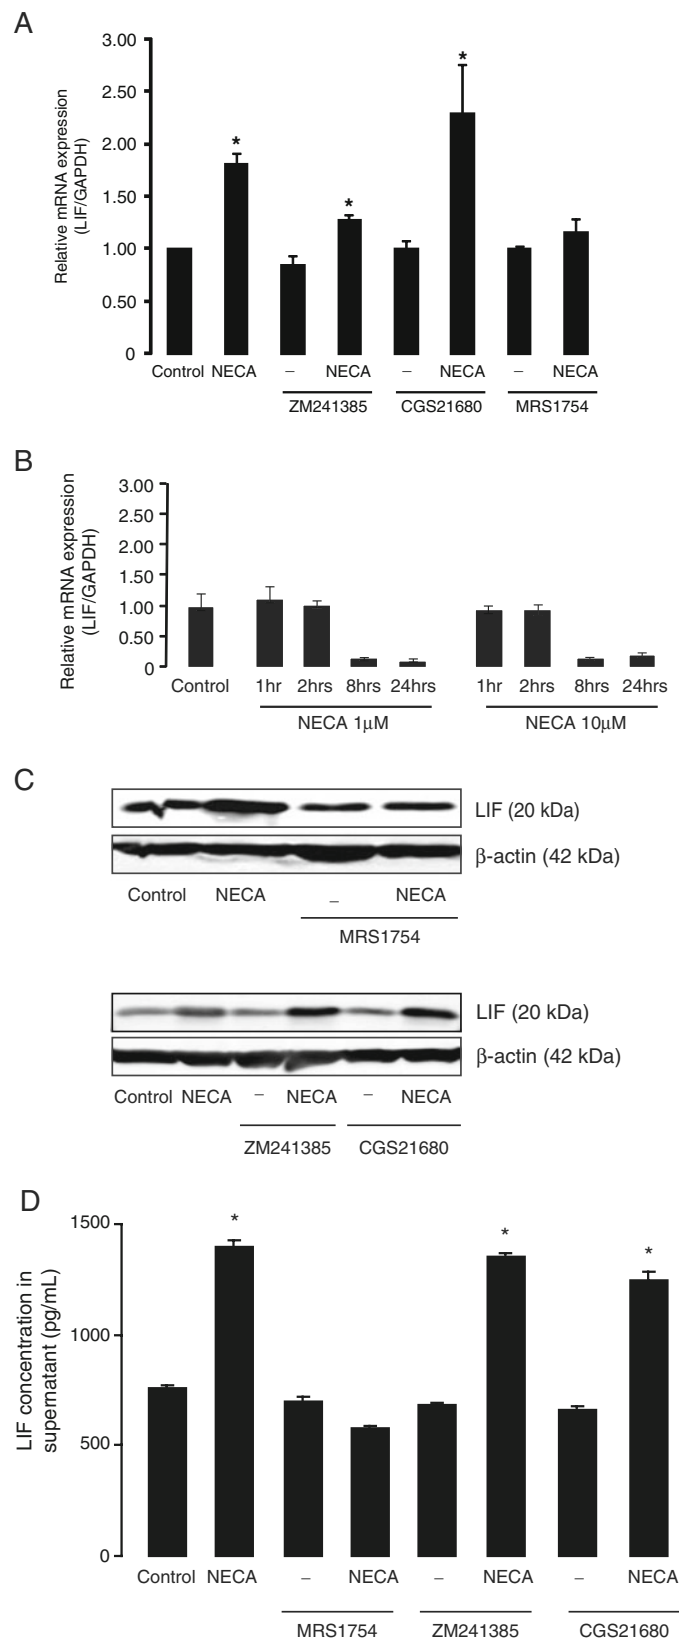 A
Relative mRNA expression
(LIF/GAPDH)
3.00
2.50
2.00
1.50
1.00
0.50
0
* * *
Control NECA – NECA – NECA – NECA
ZM241385 CGS21680 MRS1754
B
Relative mRNA expression
(LIF/GAPDH)
3.00
2.50
2.00
1.50
1.00
0.50
0
Control 1hr 2hrs 8hrs 24hrs 1hr 2hrs 8hrs 24hrs
NECA 1μM NECA 10μM
C
LIF (20 kDa)
β-actin (42 kDa)
Control NECA – NECA
MRS1754
LIF (20 kDa)
β-actin (42 kDa)
Control NECA – NECA – NECA
ZM241385 CGS21680
D
LIF concentration in
supernatant (pg/mL)
1500
1000
500
0
* * *
Control NECA – NECA – NECA – NECA
MRS1754 ZM241385 CGS21680